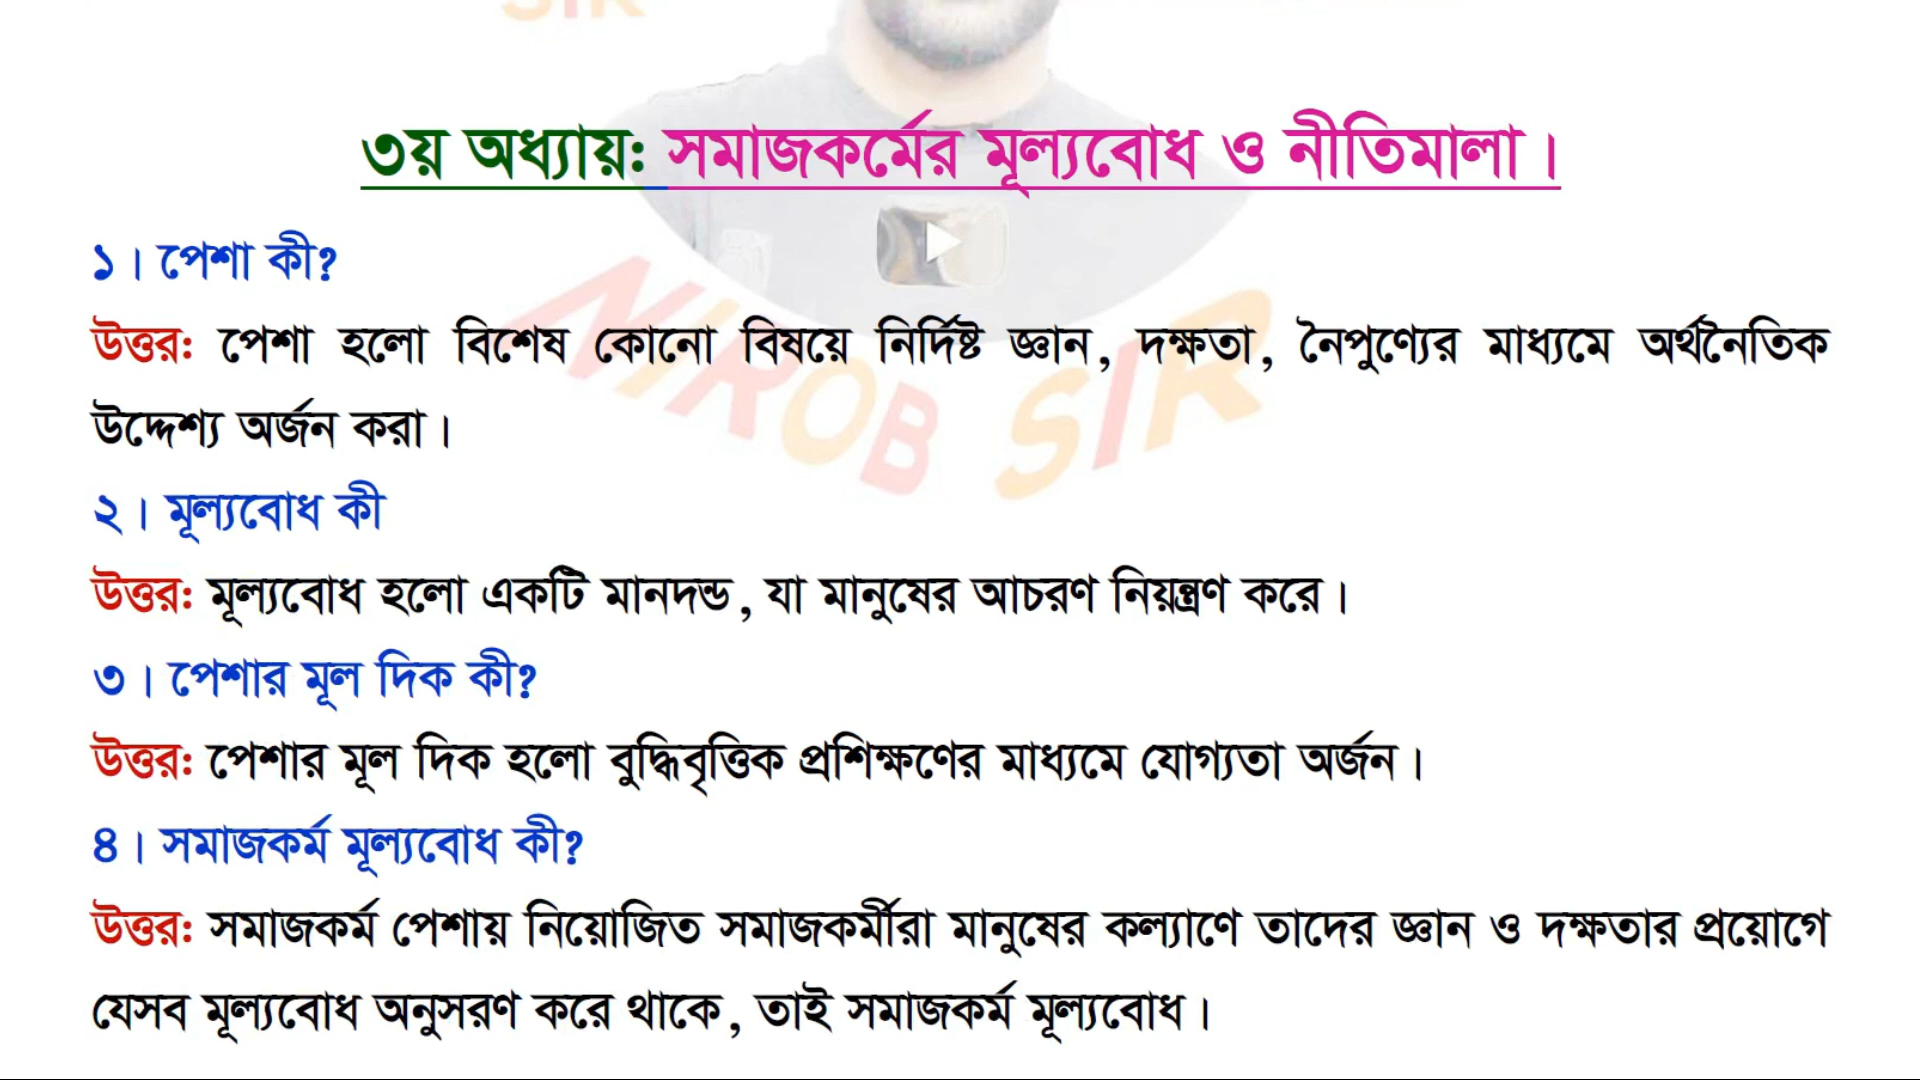 SIR
৩য় অধ্যায়: সমাজকর্মের মূল্যবোধ ও নীতিমালা।
১। পেশা কী?
উত্তর: পেশা হলো বিশেষ কোনো বিষয়ে নির্দিষ্ট জ্ঞান, দক্ষতা, নৈপুণ্যের মাধ্যমে অর্থনৈতিক
উদ্দেশ্য অর্জন করা।
NIROB SIR
২। মূল্যবোধ কী
উত্তর: মূল্যবোধ হলো একটি মানদন্ড, যা মানুষের আচরণ নিয়ন্ত্রণ করে।
৩। পেশার মূল দিক কী?
উত্তর: পেশার মূল দিক হলো বুদ্ধিবৃত্তিক প্রশিক্ষণের মাধ্যমে যোগ্যতা অর্জন।
৪। সমাজকর্ম মূল্যবোধ কী?
উত্তর: সমাজকর্ম পেশায় নিয়োজিত সমাজকর্মীরা মানুষের কল্যাণে তাদের জ্ঞান ও দক্ষতার প্রয়োগে
যেসব মূল্যবোধ অনুসরণ করে থাকে, তাই সমাজকর্ম মূল্যবোধ।